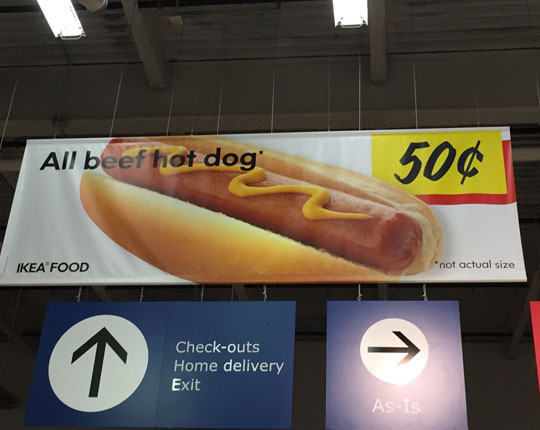 All beef hot dog*
50¢
IKEA® FOOD
*not actual size
Check-outs
Home delivery
Exit
As-Is